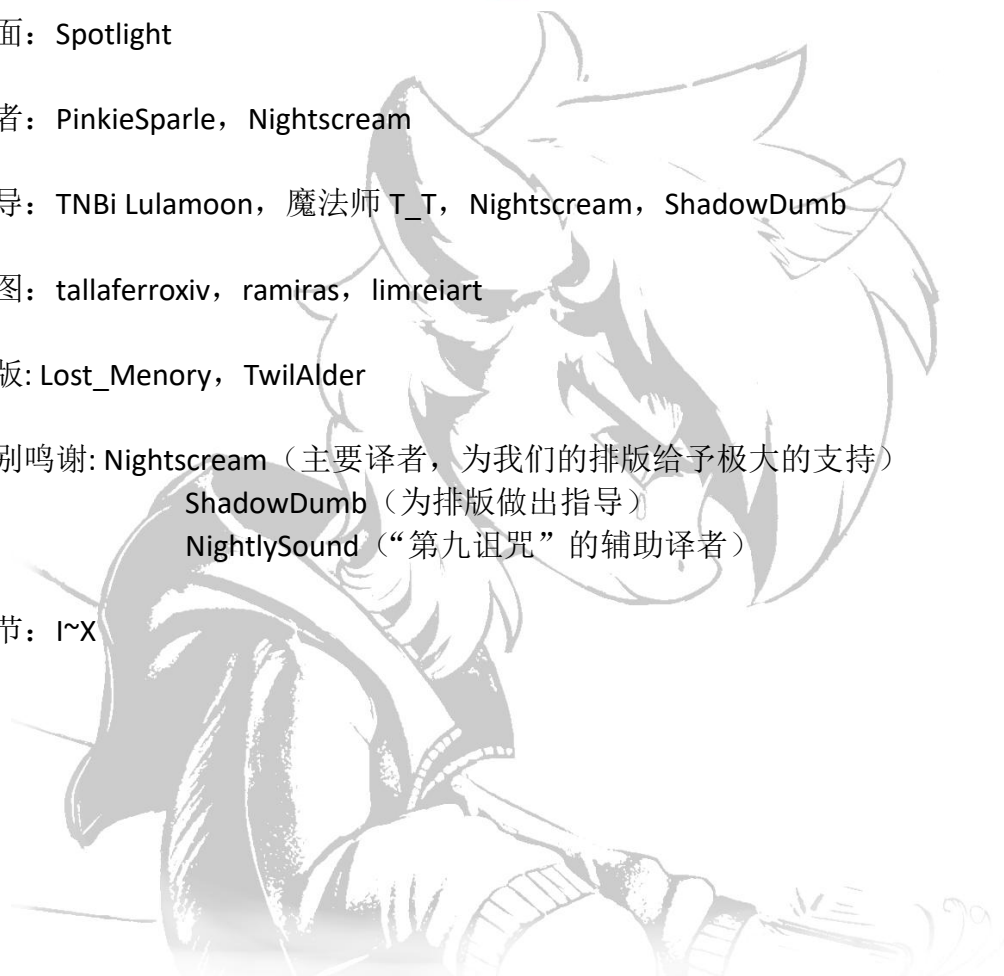 面：Spotlight
者：PinkieSparle，Nightscream
导：TNBi Lulamoon，魔法师 T_T，Nightscream，ShadowDumb
图：tallaferroxiv，ramiras，limreiart
版: Lost_Menory，TwilAlder
别鸣谢: Nightscream（主要译者，为我们的排版给予极大的支持）
ShadowDumb（为排版做出指导）
NightlySound（“第九诅咒”的辅助译者）
节：I~X